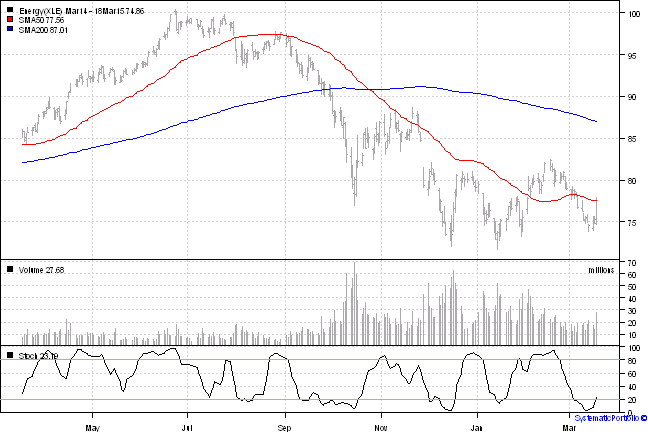 Energy(XLE) Mar14 - 18Mar15 74.86
SMA50 77.56
SMA200 87.01
100
95
90
85
80
75
Volume 27.68
millions
70
60
50
40
30
20
10
Stoch 23.19
100
80
60
40
20
0
May
Jul
Sep
Nov
Jan
Mar
SystematicPortfolio ©